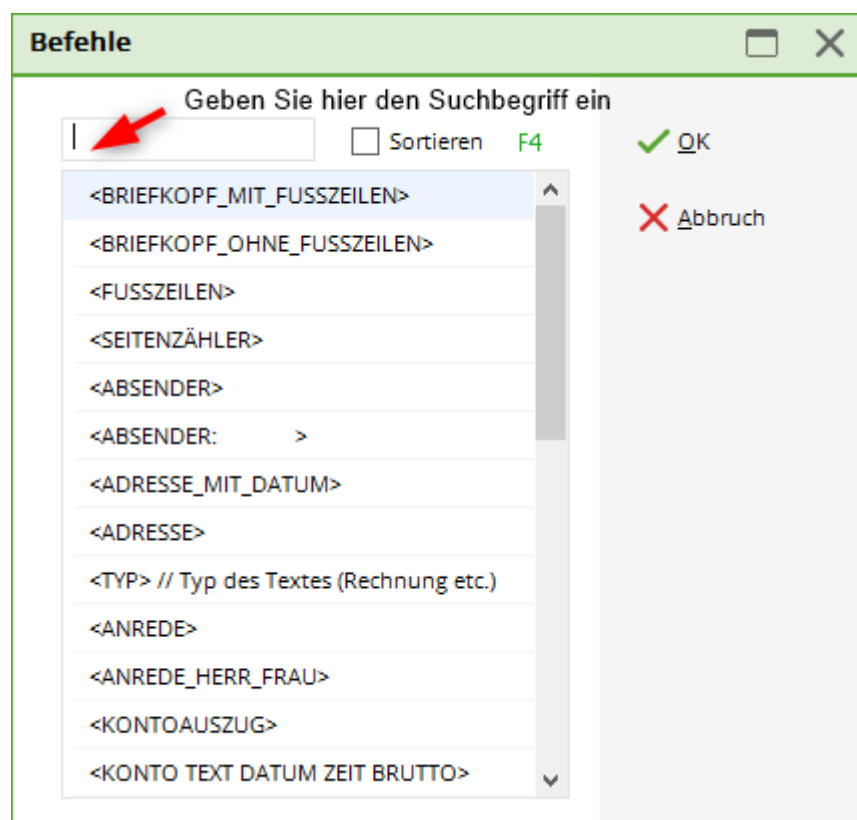 Befehle
Geben Sie hier den Suchbegriff ein
Sortieren F4
OK
Abbruch
<BRIEFKOPF_MIT_FUSSZEILEN>
<BRIEFKOPF_OHNE_FUSSZEILEN>
<FUSSZEILEN>
<SEITENZÄHLER>
<ABSENDER>
<ABSENDER:            >
<ADRESSE_MIT_DATUM>
<ADRESSE>
<TYP> // Typ des Textes (Rechnung etc.)
<ANREDE>
<ANREDE_HERR_FRAU>
<KONTOAUSZUG>
<KONTO TEXT DATUM ZEIT BRUTTO>